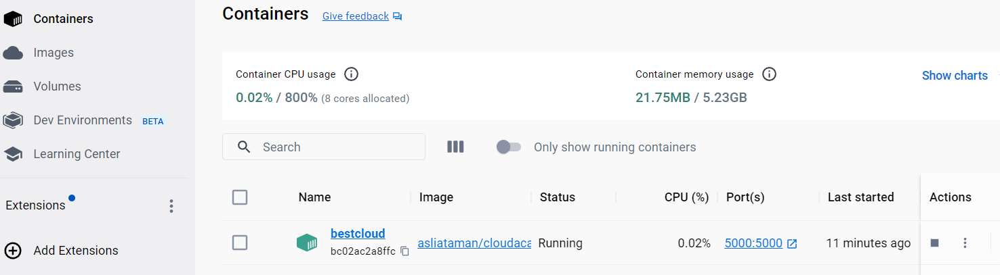 Containers
Images
Volumes
Dev Environments BETA
Learning Center
Extensions
Add Extensions
Containers Give feedback
Container CPU usage
0.02% / 800% (8 cores allocated)
Container memory usage
21.75MB / 5.23GB
Show charts
Search
Only show running containers
Name Image Status CPU (%) Port(s) Last started Actions
bestcloud
bc02ac2a8ffc
asliataman/cloudaca Running 0.02% 5000:5000 11 minutes ago